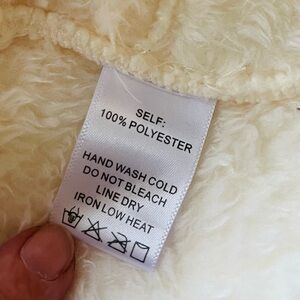 SELF:
100% POLYESTER
HAND WASH COLD
DO NOT BLEACH
LINE DRY
IRON LOW HEAT